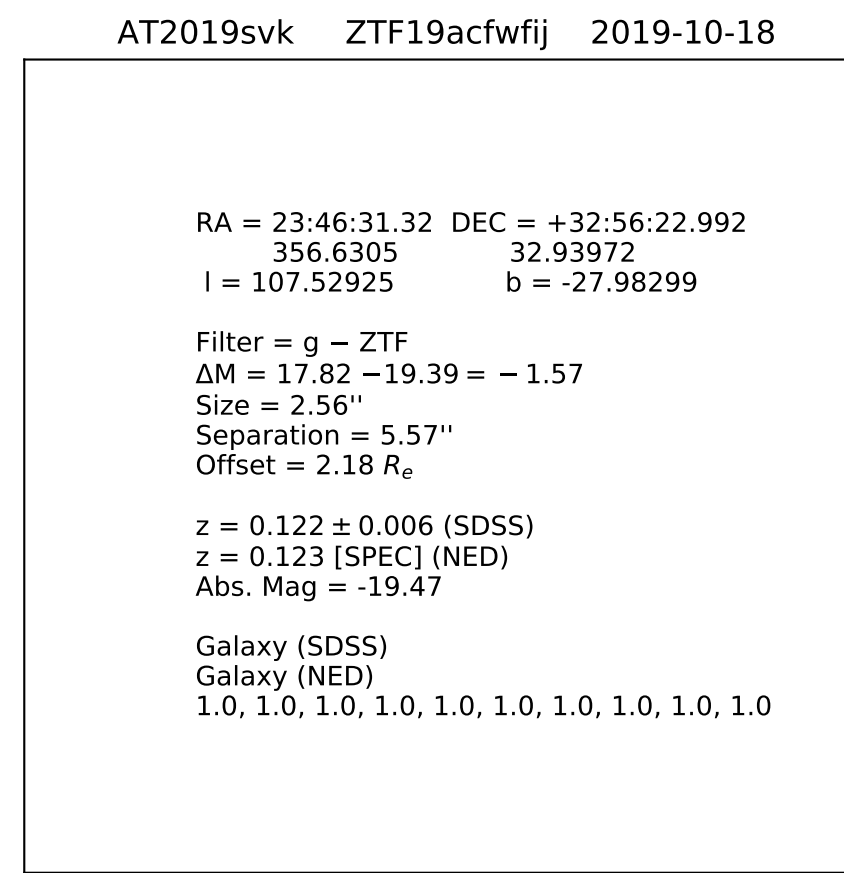 AT2019svk ZTF19acfwfij 2019-10-18
RA = 23:46:31.32 DEC = +32:56:22.992
356.6305 32.93972
l = 107.52925 b = -27.98299
Filter = g − ZTF
ΔM = 17.82 −19.39 = − 1.57
Size = 2.56''
Separation = 5.57''
Offset = 2.18 Rₑ
z = 0.122 ± 0.006 (SDSS)
z = 0.123 [SPEC] (NED)
Abs. Mag = -19.47
Galaxy (SDSS)
Galaxy (NED)
1.0, 1.0, 1.0, 1.0, 1.0, 1.0, 1.0, 1.0, 1.0, 1.0